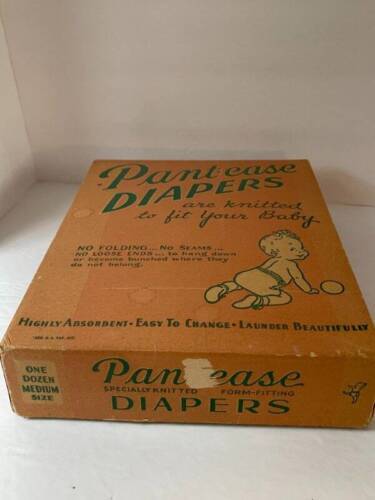 Pant-ease
DIAPERS
are knitted
to fit Your Baby
NO FOLDING... NO SEAMS...
NO LOOSE ENDS... to hang down
or become bunched where they
do not belong.
HIGHLY ABSORBENT • EASY TO CHANGE • LAUNDER BEAUTIFULLY
ONE
DOZEN
MEDIUM
SIZE
Pan ease
SPECIALLY KNITTED FORM-FITTING
DIAPERS